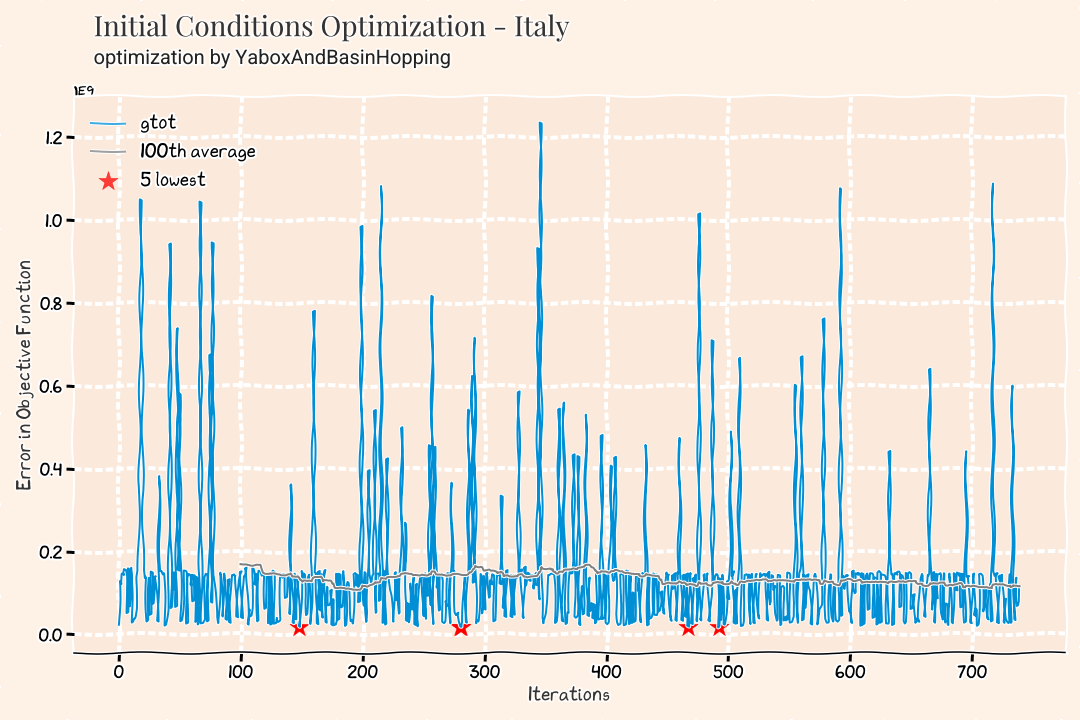 Initial Conditions Optimization - Italy
optimization by YaboxAndBasinHopping
1E9
gtot
100th average
5 lowest
1.2
1.0
0.8
0.6
0.4
0.2
0.0
Error in Objective Function
0 100 200 300 400 500 600 700
Iterations